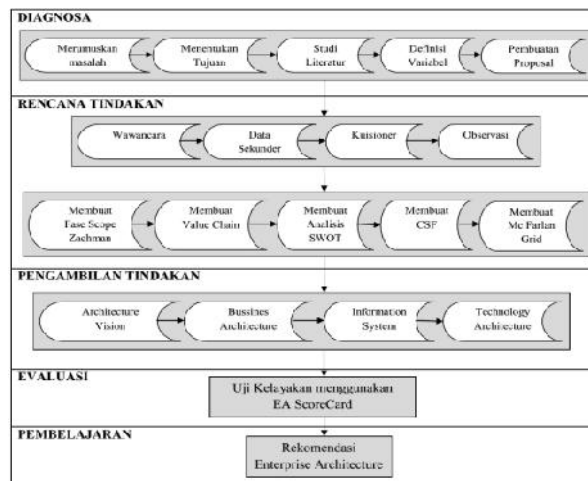 DIAGNOSA
Merumuskan
masalah
Menentukan
Tujuan
Studi
Literatur
Definisi
Variabel
Pembuatan
Proposal
RENCANA TINDAKAN
Wawancara
Data
Sekunder
Kuisioner
Observasi
Membuat
Fase Scope
Zachman
Membuat
Value Chain
Membuat
Analisis
SWOT
Membuat
CSF
Membuat
Mc Farlan
Grid
PENGAMBILAN TINDAKAN
Architecture
Vision
Bussines
Architecture
Information
System
Technology
Architecture
EVALUASI
Uji Kelayakan menggunakan
EA ScoreCard
PEMBELAJARAN
Rekomendasi
Enterprise Architecture